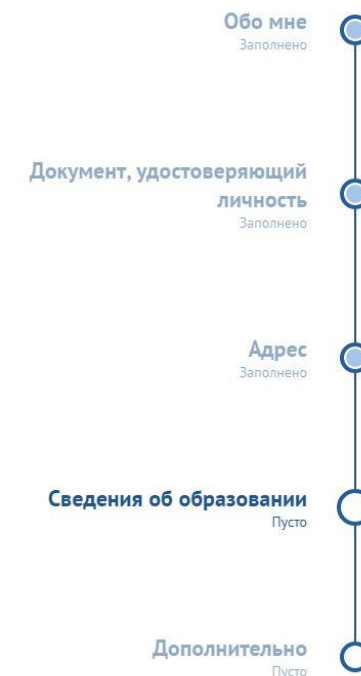 Обо мне
Заполнено
Документ, удостоверяющий
личность
Заполнено
Адрес
Заполнено
Сведения об образовании
Пусто
Дополнительно
Пусто